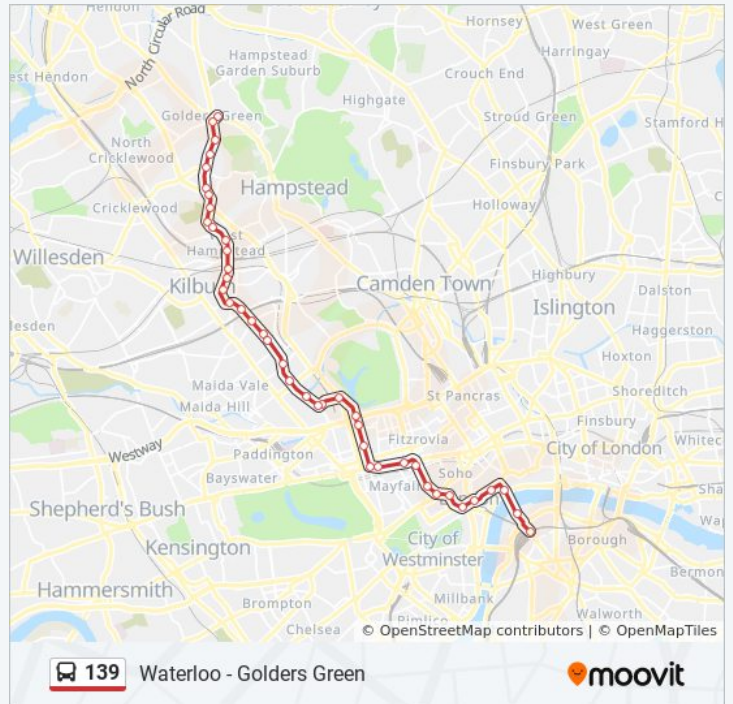 Hendon
North Circular Road
Hampstead
Garden Suburb
Hornsey
West Green
Harringay
Crouch End
est Hendon
Highgate
Golders Green
Stroud Green
Stamford H
North
Cricklewood
Finsbury Park
Hampstead
Cricklewood
Holloway
Willesden
Hampstead
Kilburn
Camden Town
Highbury
Dalston
Islington
lesden
Haggerston
Hoxton
Maida Vale
St Pancras
Shoreditch
Maida Hill
Finsbury
Fitzrovia
City of London
Whitec
Westway
Paddington
Soho
Bayswater
Mayfair
Sha
Shepherd's Bush
Wap
City of
Westminster
Borough
Kensington
Bermon
Hammersmith
Millbank
Brompton
Walworth
Pimlico
Chelsea
© OpenStreetMap contributors | © OpenMapTiles
139 Waterloo - Golders Green
moovit